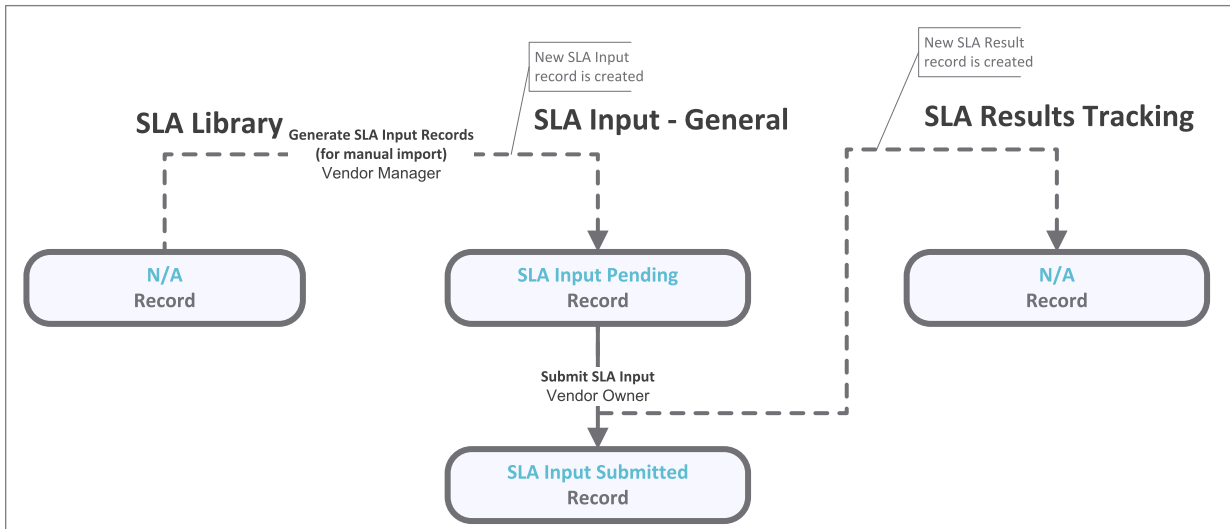 New SLA Input
record is created
New SLA Result
record is created
SLA Library
SLA Input - General
SLA Results Tracking
Generate SLA Input Records
(for manual import)
Vendor Manager
N/A
Record
SLA Input Pending
Record
N/A
Record
Submit SLA Input
Vendor Owner
SLA Input Submitted
Record